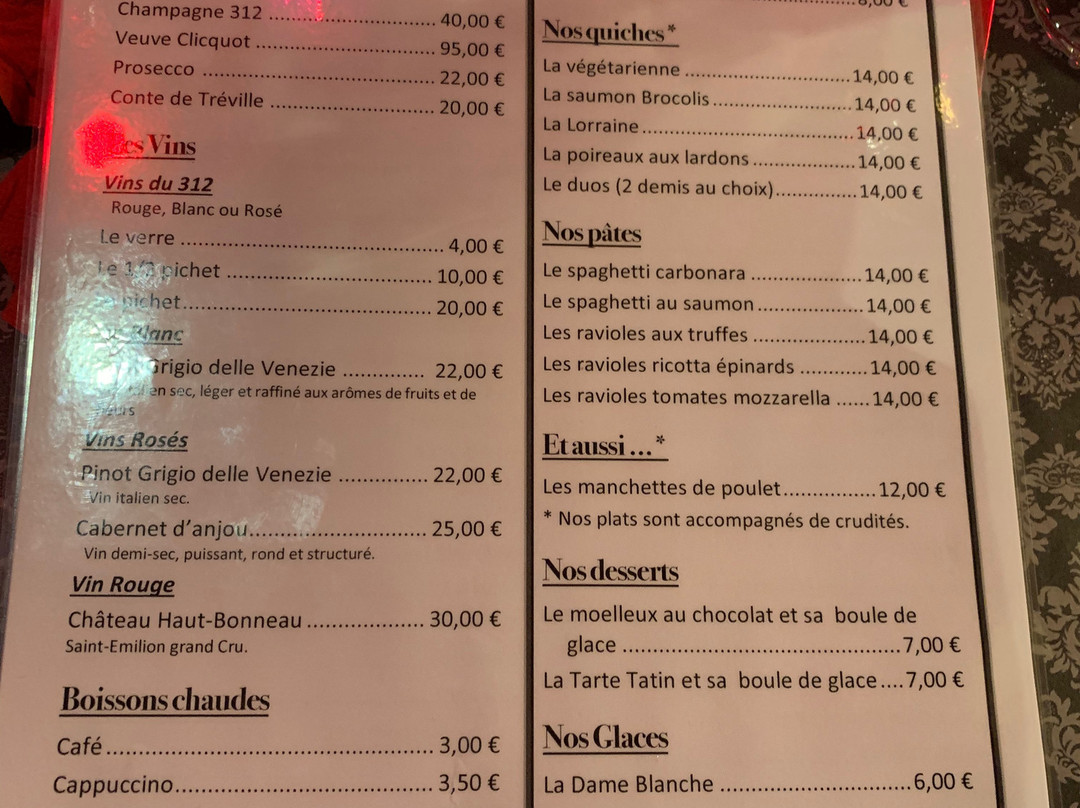 Champagne 312 ................................ 40,00 €
Veuve Clicquot ................................ 95,00 €
Prosecco ................................ 22,00 €
Conte de Tréville ................................ 20,00 €
es Vins
Vins du 312
Rouge, Blanc ou Rosé
Le verre ................................ 4,00 €
Le 1/2 pichet ................................ 10,00 €
pichet ................................ 20,00 €
Blanc
Grigio delle Venezie .............. 22,00 €
en sec, léger et raffiné aux arômes de fruits et de
Vins Rosés
Pinot Grigio delle Venezie ............... 22,00 €
Vin italien sec.
Cabernet d'anjou.............................. 25,00 €
Vin demi-sec, puissant, rond et structuré.
Vin Rouge
Château Haut-Bonneau ................... 30,00 €
Saint-Emilion grand Cru.
Boissons chaudes
Café ................................ 3,00 €
Cappuccino................................ 3,50 €
Nos quiches*
La végétarienne ............................ 14,00 €
La saumon Brocolis....................... 14,00 €
La Lorraine................................... 14,00 €
La poireaux aux lardons ................. 14,00 €
Le duos (2 demis au choix).............. 14,00 €
Nos pâtes
Le spaghetti carbonara .................. 14,00 €
Le spaghetti au saumon ................. 14,00 €
Les ravioles aux truffes .................. 14,00 €
Les ravioles ricotta épinards ........... 14,00 €
Les ravioles tomates mozzarella ...... 14,00 €
Et aussi ... *
Les manchettes de poulet................ 12,00 €
* Nos plats sont accompagnés de crudités.
Nos desserts
Le moelleux au chocolat et sa boule de
glace ................................ 7,00 €
La Tarte Tatin et sa boule de glace.... 7,00 €
Nos Glaces
La Dame Blanche ................................ 6,00 €